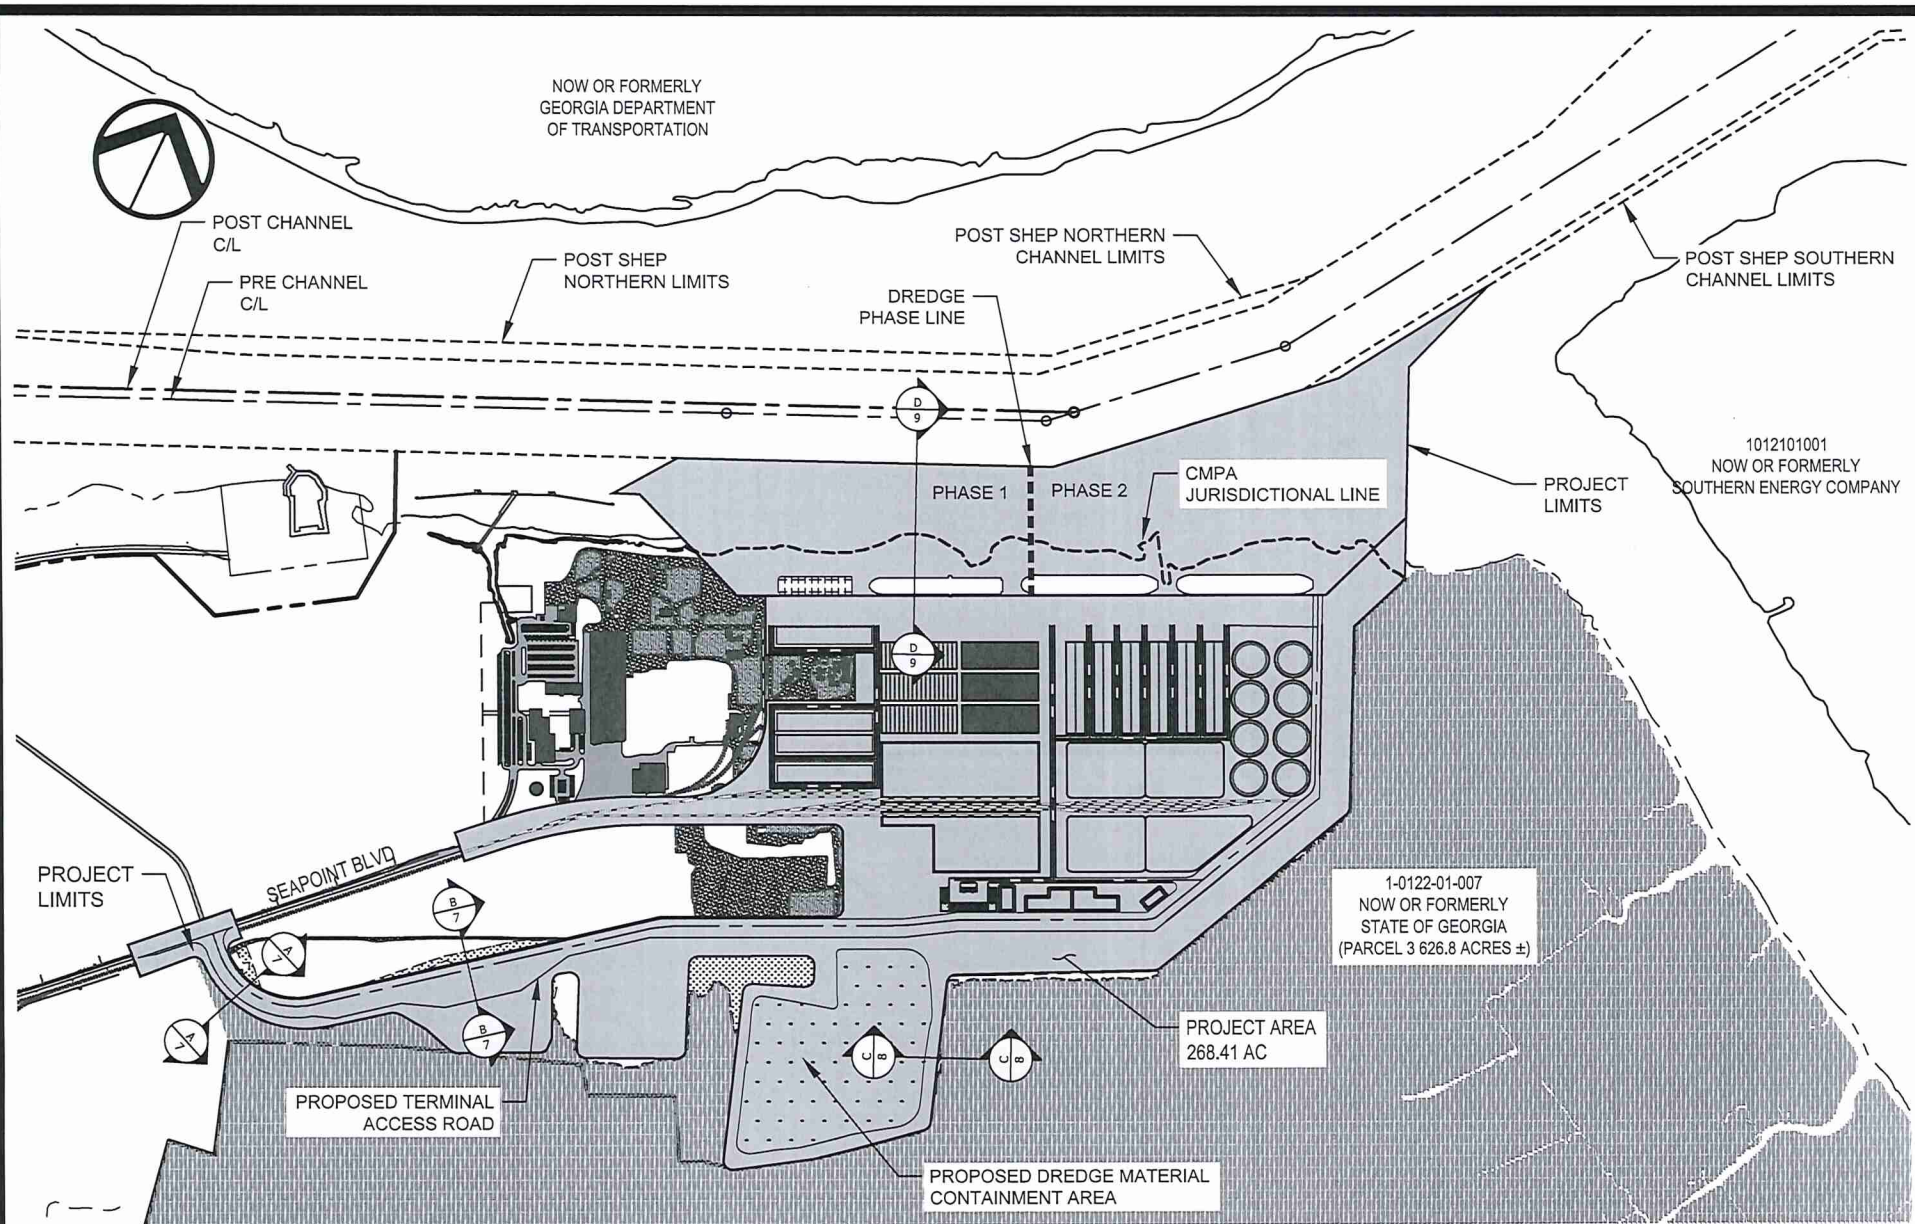 NOW OR FORMERLY
GEORGIA DEPARTMENT
OF TRANSPORTATION
POST CHANNEL
C/L
PRE CHANNEL
C/L
POST SHEP
NORTHERN LIMITS
POST SHEP NORTHERN
CHANNEL LIMITS
DREDGE
PHASE LINE
POST SHEP SOUTHERN
CHANNEL LIMITS
D
9
PHASE 1
PHASE 2
CMPA
JURISDICTIONAL LINE
PROJECT
LIMITS
1012101001
NOW OR FORMERLY
SOUTHERN ENERGY COMPANY
D
9
PROJECT
LIMITS
SEAPOINT BLVD
B
7
A
7
1-0122-01-007
NOW OR FORMERLY
STATE OF GEORGIA
(PARCEL 3 626.8 ACRES ±)
A
7
B
7
C
8
C
8
PROJECT AREA
268.41 AC
PROPOSED TERMINAL
ACCESS ROAD
PROPOSED DREDGE MATERIAL
CONTAINMENT AREA